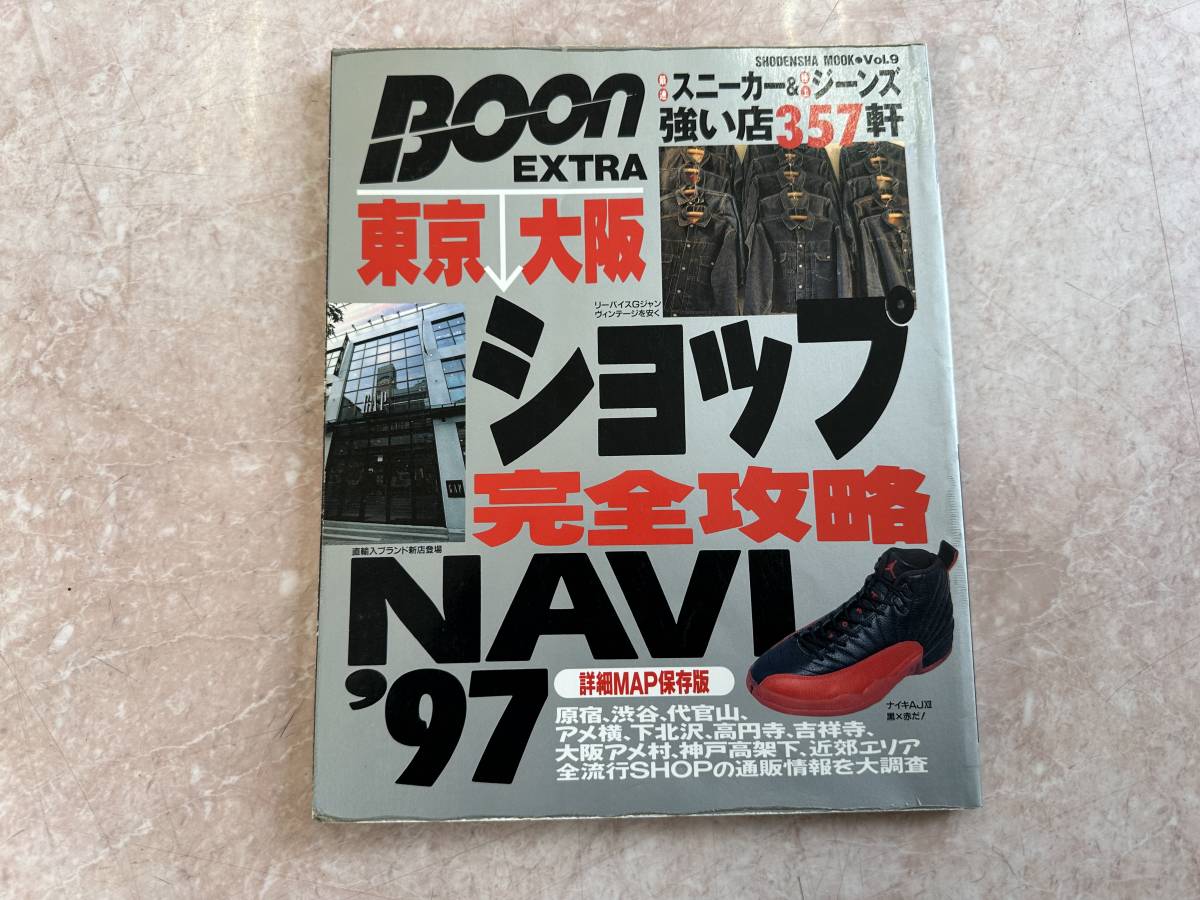 SHODENSHA MOOK●Vol.9
Boon
EXTRA
スニーカー&
ジーンズ
強い店357軒
東京→大阪
リーバイスGジャン
ヴィンテージを安く
ショップ
完全攻略
直輸入ブランド新店登場
GAP
NAVI
'97
詳細MAP保存版
ナイキAJⅫ
黒×赤だ!
原宿、渋谷、代官山、
アメ横、下北沢、高円寺、吉祥寺、
大阪アメ村、神戸高架下、近郊エリア
全流行SHOPの通販情報を大調査